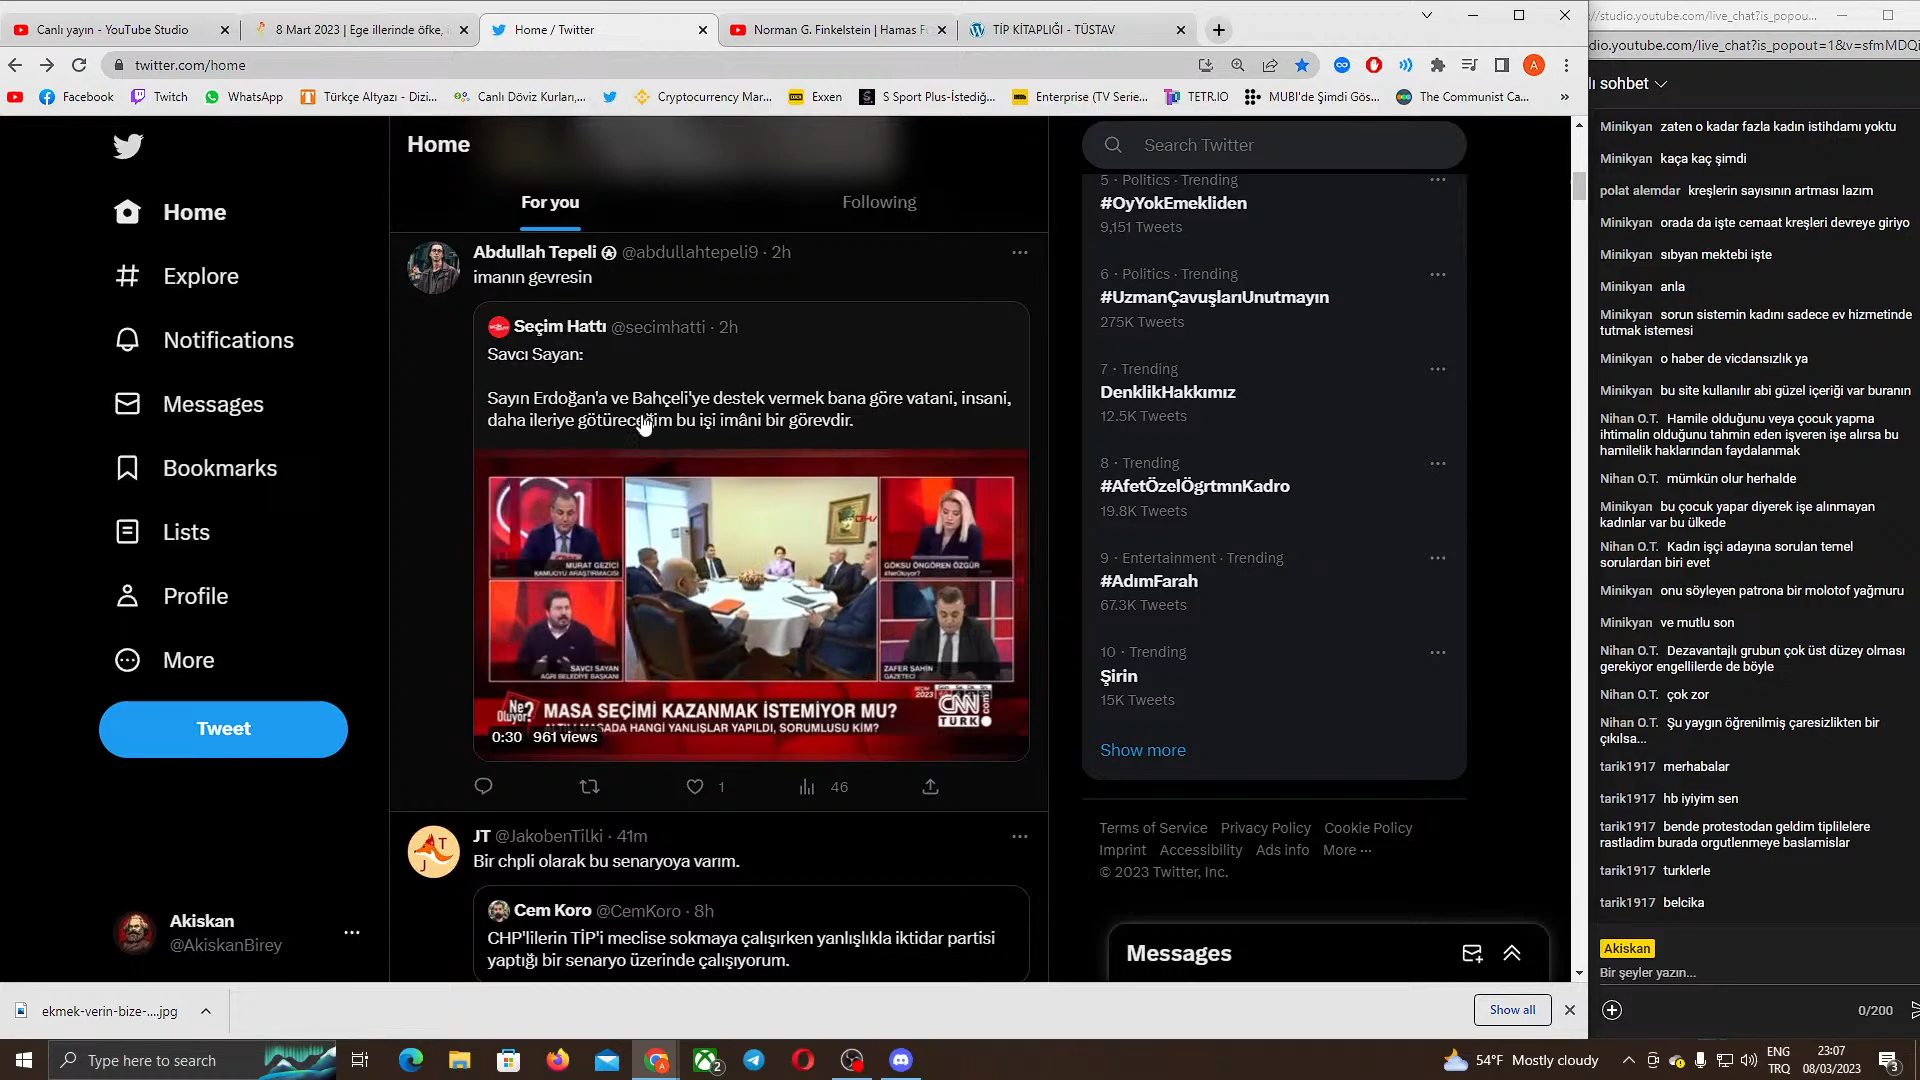 Canlı yayın - YouTube Studio
8 Mart 2023 | Ege illerinde öfke,
Home / Twitter
Norman G. Finkelstein | Hamas F
TİP KİTAPLIĞI - TÜSTAV
twitter.com/home
Facebook
Twitch
WhatsApp
Türkçe Altyazı - Dizi...
Canlı Döviz Kurları,...
Cryptocurrency Mar...
Exxen
S Sport Plus-İstediğ...
Enterprise (TV Serie...
TETR.IO
MUBI'de Şimdi Gös...
The Communist Ca...
»
Home
Explore
Notifications
Messages
Bookmarks
Lists
Profile
More
Tweet
Akiskan
@AkiskanBirey
Home
For you
Following
Abdullah Tepeli @abdullahtepeli9 · 2h
imanın gevresin
Seçim Hattı @secimhatti · 2h
Savcı Sayan:
Sayın Erdoğan'a ve Bahçeli'ye destek vermek bana göre vatani, insani,
daha ileriye götüreceğim bu işi imâni bir görevdir.
MURAT GEZİCİ
KAMUOYU ARAŞTIRMACISI
GÖKSU ÖNGÖREN ÖZGÜR
SAVCI SAYAN
AĞRI BELEDİYE BAŞKANI
ZAFER ŞAHİN
GAZETECİ
Ne Oluyor?
MASA SEÇİMİ KAZANMAK İSTEMİYOR MU?
ALTILI MASADA HANGİ YANLIŞLAR YAPILDI, SORUMLUSU KİM?
CNN
TÜRK
.com
0:30 961 views
1
46
JT @JakobenTilki · 41m
Bir chpli olarak bu senaryoya varım.
Cem Koro @CemKoro · 8h
CHP'lilerin TİP'i meclise sokmaya çalışırken yanlışlıkla iktidar partisi
yaptığı bir senaryo üzerinde çalışıyorum.
Search Twitter
5 · Politics · Trending
#OyYokEmekliden
9,151 Tweets
6 · Politics · Trending
#UzmanÇavuşlarıUnutmayın
275K Tweets
7 · Trending
DenklikHakkımız
12.5K Tweets
8 · Trending
#AfetÖzelÖgrtmnKadro
19.8K Tweets
9 · Entertainment · Trending
#AdımFarah
67.3K Tweets
10 · Trending
Şirin
15K Tweets
Show more
Terms of Service Privacy Policy Cookie Policy
Imprint Accessibility Ads info More ···
© 2023 Twitter, Inc.
Messages
//studio.youtube.com/live_chat?is_popou...
dio.youtube.com/live_chat?is_popout=1&v=sfmMDQi
lı sohbet
Minikyan zaten o kadar fazla kadın istihdamı yoktu
Minikyan kaça kaç şimdi
polat alemdar kreşlerin sayısının artması lazım
Minikyan orada da işte cemaat kreşleri devreye giriyo
Minikyan sıbyan mektebi işte
Minikyan anla
Minikyan sorun sistemin kadını sadece ev hizmetinde
tutmak istemesi
Minikyan o haber de vicdansızlık ya
Minikyan bu site kullanılır abi güzel içeriği var buranın
Nihan O.T. Hamile olduğunu veya çocuk yapma
ihtimalin olduğunu tahmin eden işveren işe alırsa bu
hamilelik haklarından faydalanmak
Nihan O.T. mümkün olur herhalde
Minikyan bu çocuk yapar diyerek işe alınmayan
kadınlar var bu ülkede
Nihan O.T. Kadın işçi adayına sorulan temel
sorulardan biri evet
Minikyan onu söyleyen patrona bir molotof yağmuru
Minikyan ve mutlu son
Nihan O.T. Dezavantajlı grubun çok üst düzey olması
gerekiyor engellilerde de böyle
Nihan O.T. çok zor
Nihan O.T. Şu yaygın öğrenilmiş çaresizlikten bir
çıkılsa...
tarik1917 merhabalar
tarik1917 hb iyiyim sen
tarik1917 bende protestodan geldim tiplilelere
rastladim burada orgutlenmeye baslamislar
tarik1917 turklerle
tarik1917 belcika
Akiskan
Bir şeyler yazın...
0/200
ekmek-verin-bize-....jpg
Show all
Type here to search
2
54°F Mostly cloudy
ENG
TRQ
23:07
08/03/2023
3